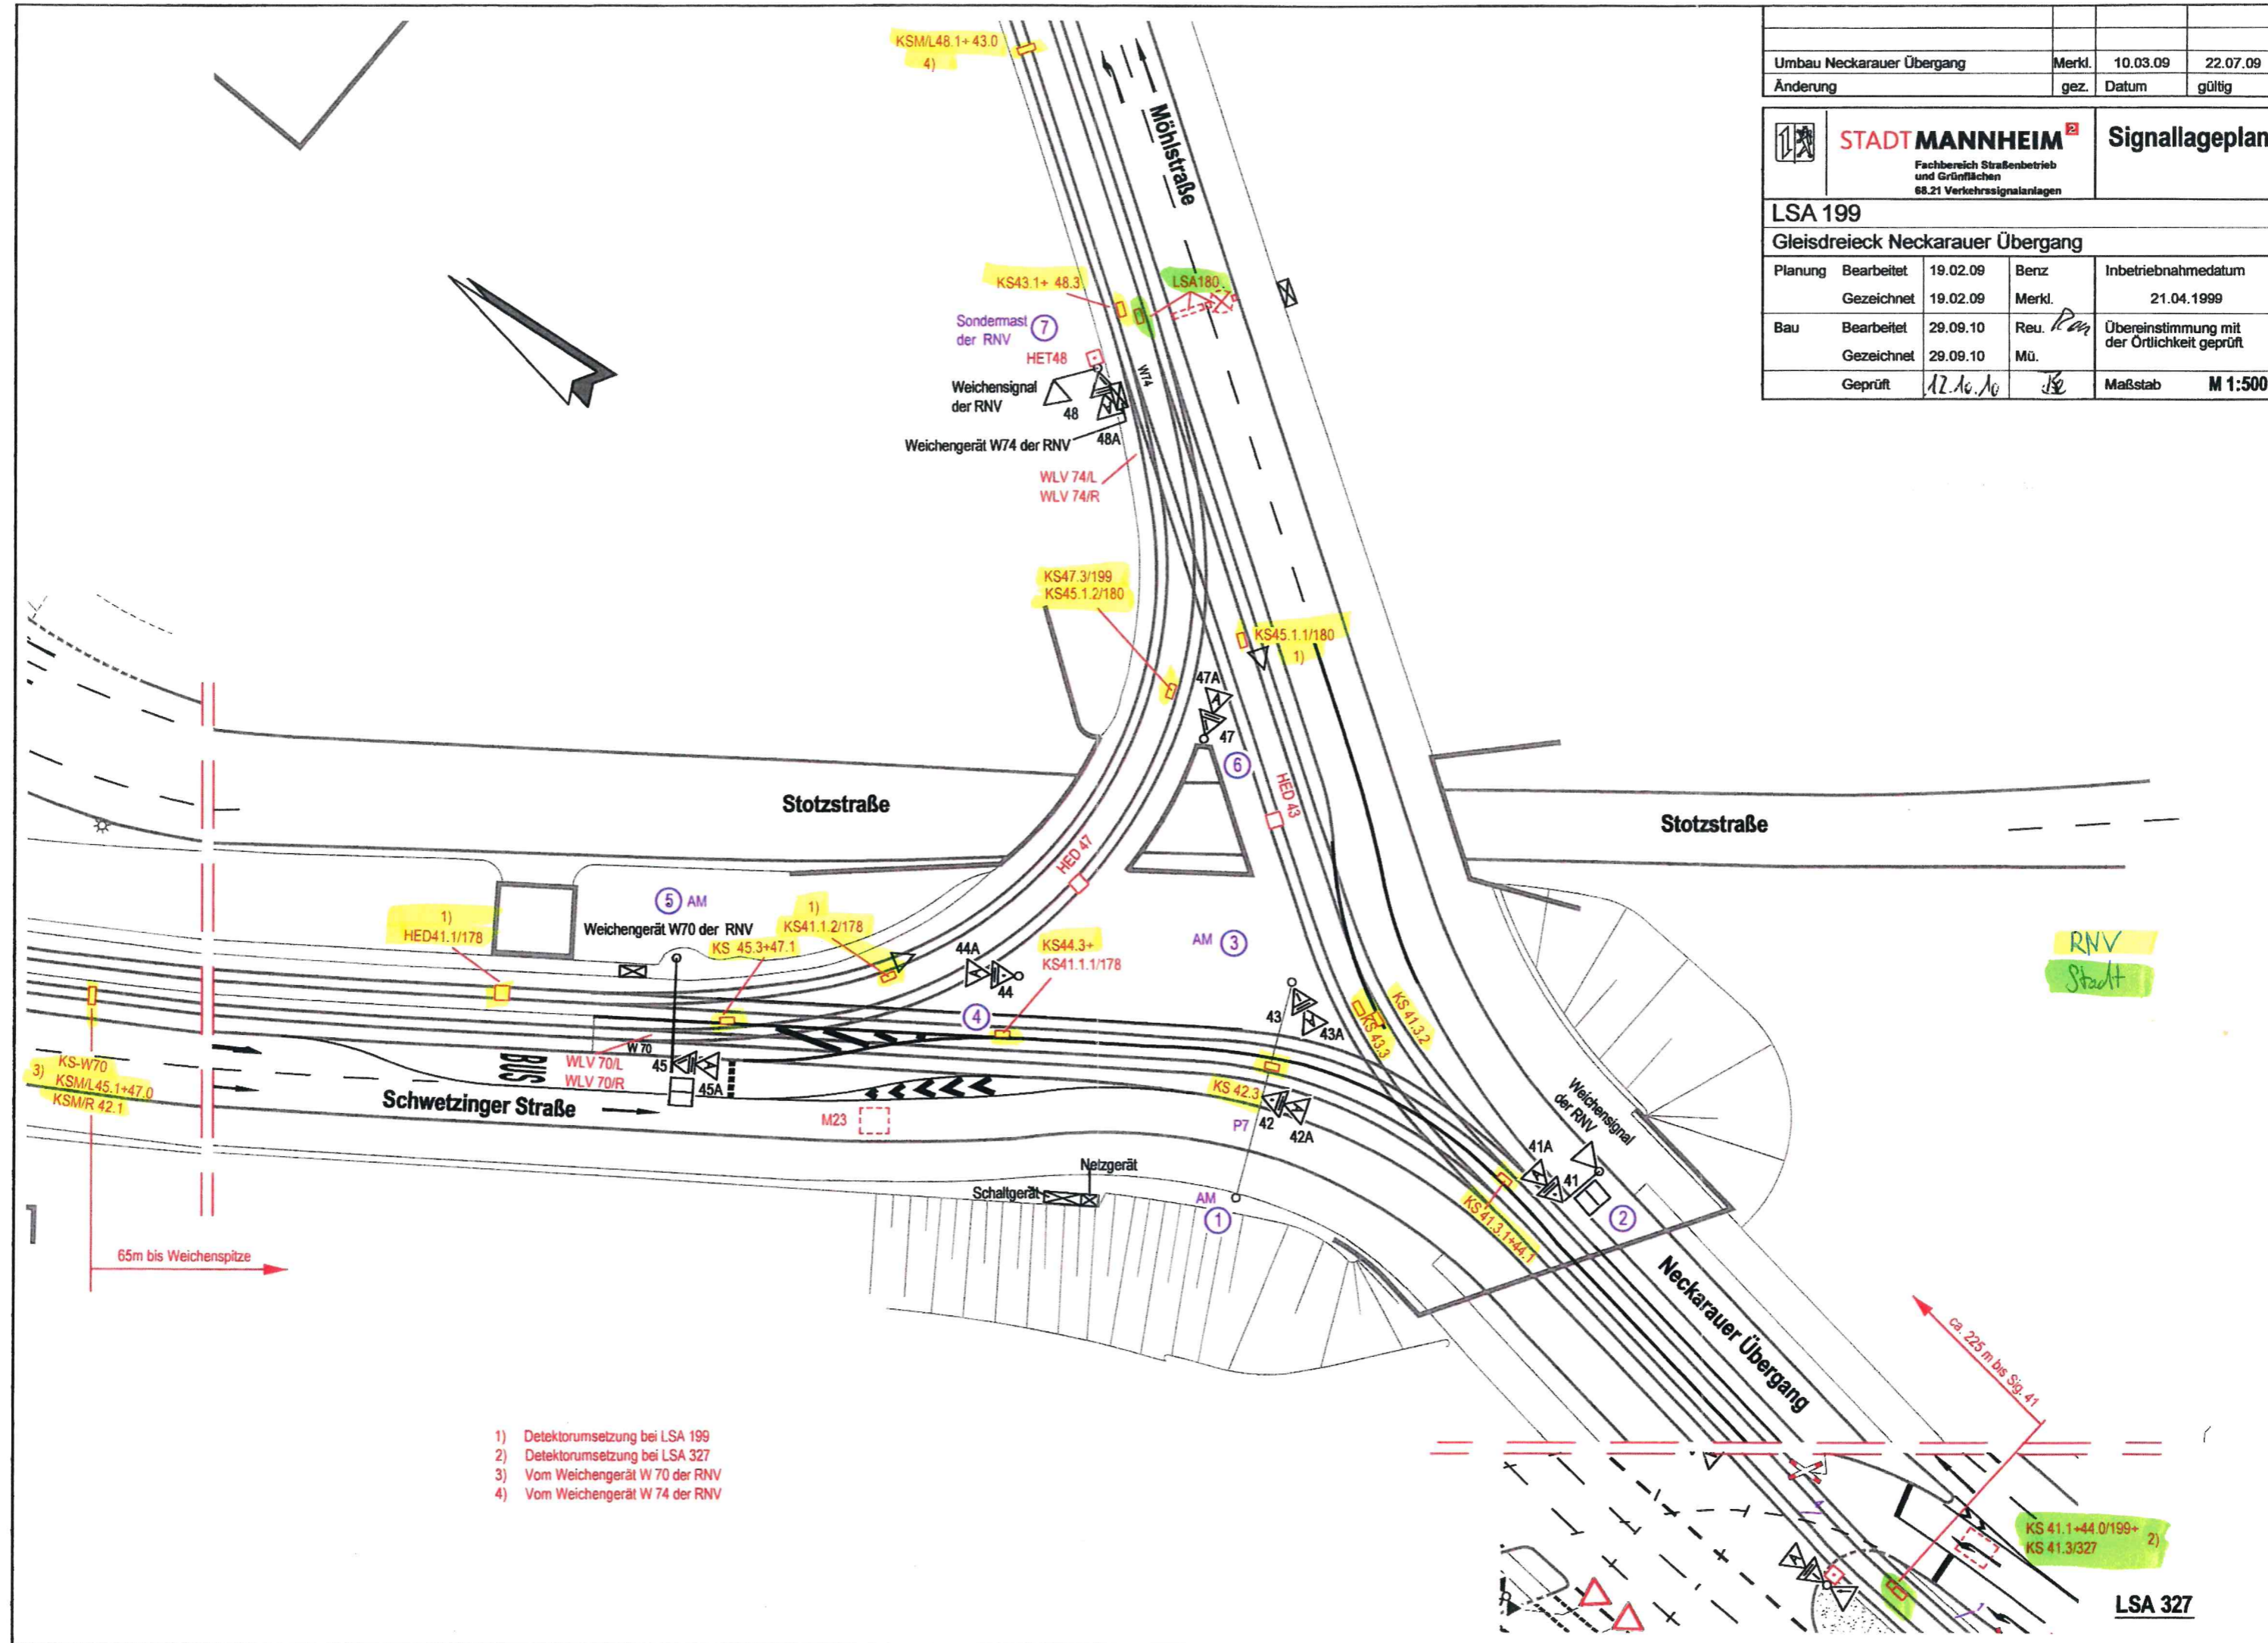 Umbau Neckarauer Übergang Merkl. 10.03.09 22.07.09
Änderung gez. Datum gültig
STADTMANNHEIM2 Signallageplan
Fachbereich Straßenbetrieb
und Grünflächen
68.21 Verkehrssignalanlagen
LSA 199
Gleisdreieck Neckarauer Übergang
Planung Bearbeitet 19.02.09 Benz Inbetriebnahmedatum
Gezeichnet 19.02.09 Merkl. 21.04.1999
Bau Bearbeitet 29.09.10 Reu. Übereinstimmung mit
der Örtlichkeit geprüft
Gezeichnet 29.09.10 Mü.
Geprüft 12.10.10 Maßstab M 1:500
KSM/L48.1+ 43.0
4)
Möhlstraße
KS43.1+ 48.3
LSA180
Sondermast 7
der RNV
HET48
W74
Weichensignal
der RNV
48
48A
A
Weichengerät W74 der RNV
WLV 74/L
WLV 74/R
KS47.3/199
KS45.1.2/180
KS45.1.1/180
1)
47A
A
47
6
HED 43
Stotzstraße
Stotzstraße
HED 47
5 AM
1)
HED41.1/178
Weichengerät W70 der RNV
1)
KS41.1.2/178
KS 45.3+47.1
44A
A
44
KS44.3+
KS41.1.1/178
AM 3
RNV
Stadt
4
43
43A
A
KS 43.3
KS 41.3.2
W 70
BUS
WLV 70/L
WLV 70/R
45
45A
A
KS-W70
3) KSM/L45.1+47.0
KSM/R 42.1
Schwetzinger Straße
M23
KS 42.3
P7 42
42A
A
Weichensignal
der RNV
41A
A
41
2
KS 41.3.1+44.1
Netzgerät
Schaltgerät
AM
1
65m bis Weichenspitze
Neckarauer Übergang
ca. 225 m bis Sig. 41
1) Detektorumsetzung bei LSA 199
2) Detektorumsetzung bei LSA 327
3) Vom Weichengerät W 70 der RNV
4) Vom Weichengerät W 74 der RNV
A
KS 41.1+44.0/199+ 2)
KS 41.3/327
LSA 327